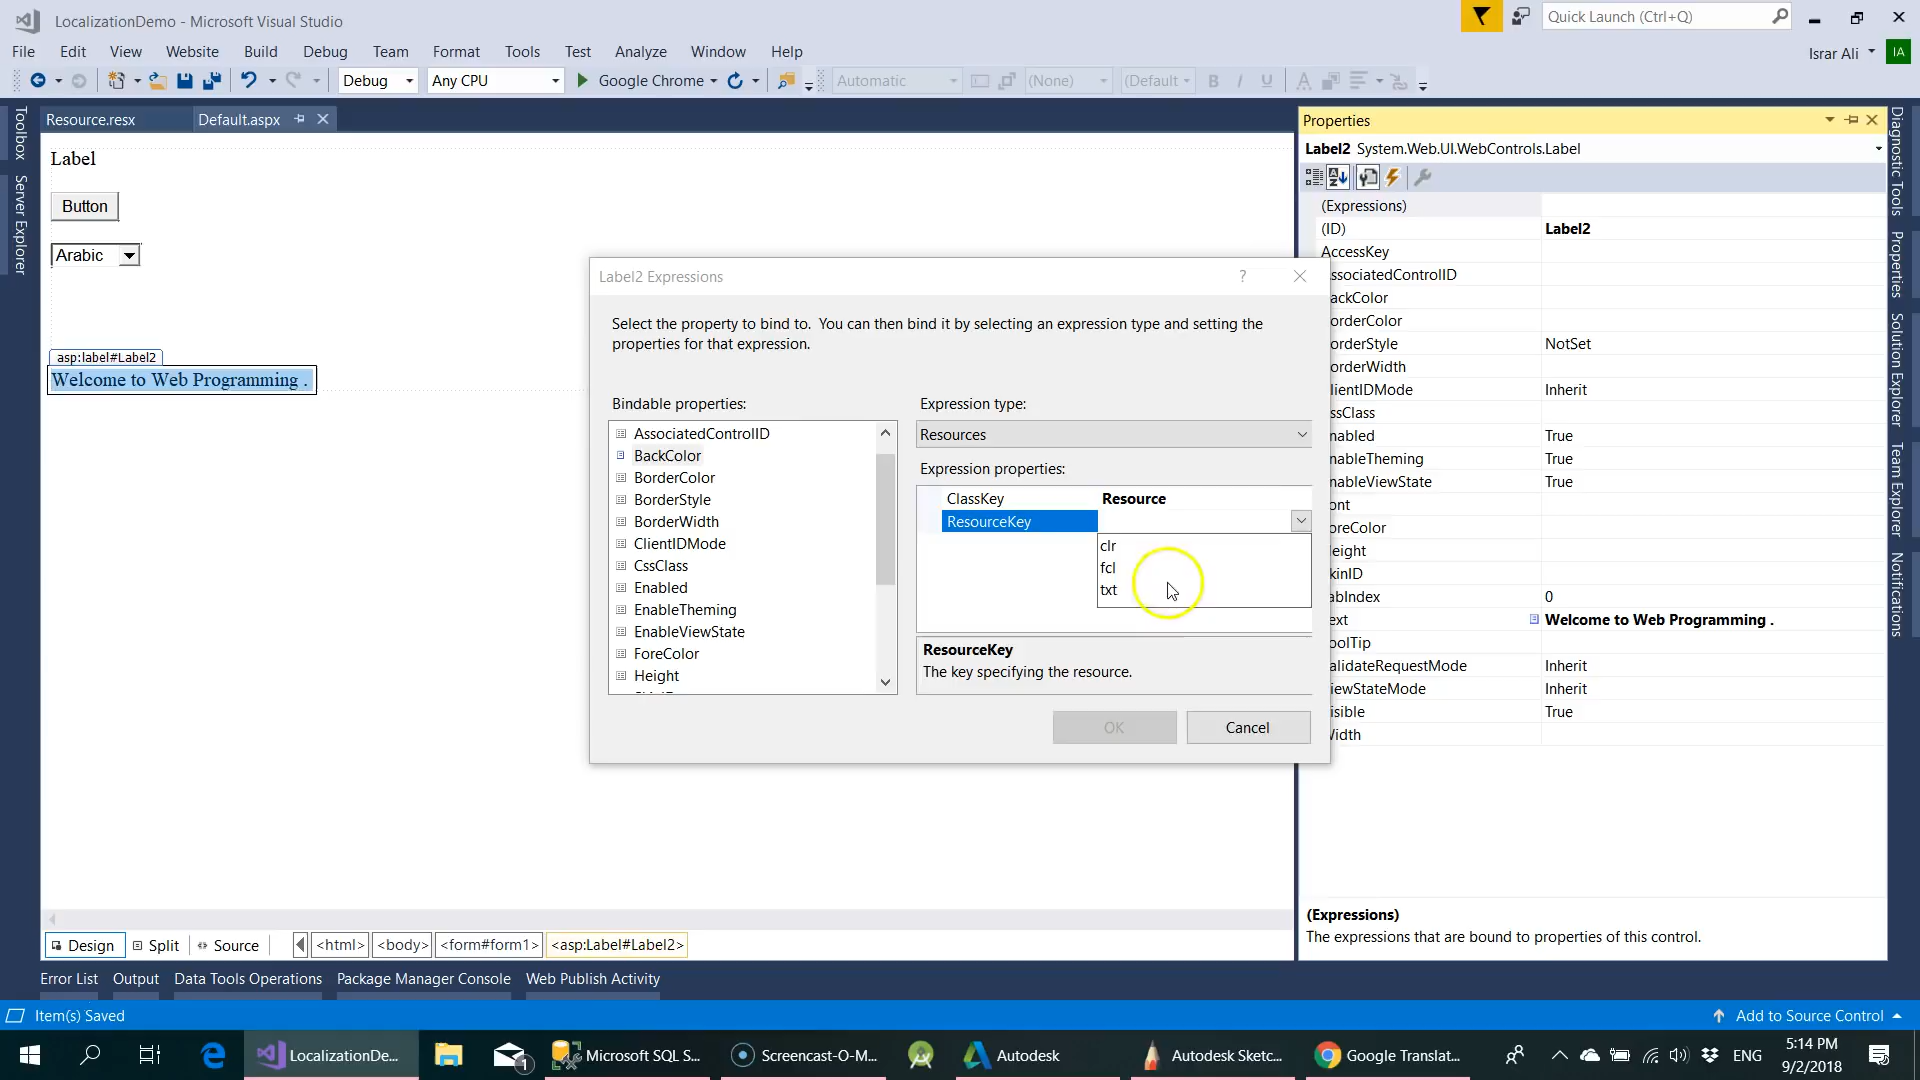 LocalizationDemo - Microsoft Visual Studio
Quick Launch (Ctrl+Q)
File Edit View Website Build Debug Team Format Tools Test Analyze Window Help
Israr Ali IA
Debug Any CPU Google Chrome Automatic (None) (Default B I U A
Toolbox
Server Explorer
Resource.resx Default.aspx
Label
Button
Arabic
asp:label#Label2
Welcome to Web Programming .
Label2 Expressions ?
Select the property to bind to. You can then bind it by selecting an expression type and setting the
properties for that expression.
Bindable properties:
AssociatedControlID
BackColor
BorderColor
BorderStyle
BorderWidth
ClientIDMode
CssClass
Enabled
EnableTheming
EnableViewState
ForeColor
Height
Expression type:
Resources
Expression properties:
ClassKey Resource
ResourceKey
clr
fcl
txt
ResourceKey
The key specifying the resource.
OK Cancel
Properties
Label2 System.Web.UI.WebControls.Label
(Expressions)
(ID) Label2
AccessKey
ssociatedControlID
ackColor
orderColor
orderStyle NotSet
orderWidth
lientIDMode Inherit
ssClass
nabled True
nableTheming True
nableViewState True
ont
oreColor
eight
kinID
abIndex 0
ext Welcome to Web Programming .
oolTip
alidateRequestMode Inherit
iewStateMode Inherit
isible True
Width
(Expressions)
The expressions that are bound to properties of this control.
Diagnostic Tools
Properties
Solution Explorer
Team Explorer
Notifications
Design Split Source <html> <body> <form#form1> <asp:Label#Label2>
Error List Output Data Tools Operations Package Manager Console Web Publish Activity
Item(s) Saved Add to Source Control
LocalizationDe... 1 Microsoft SQL S... Screencast-O-M... Autodesk Autodesk Sketc... Google Translat... ENG
5:14 PM
9/2/2018